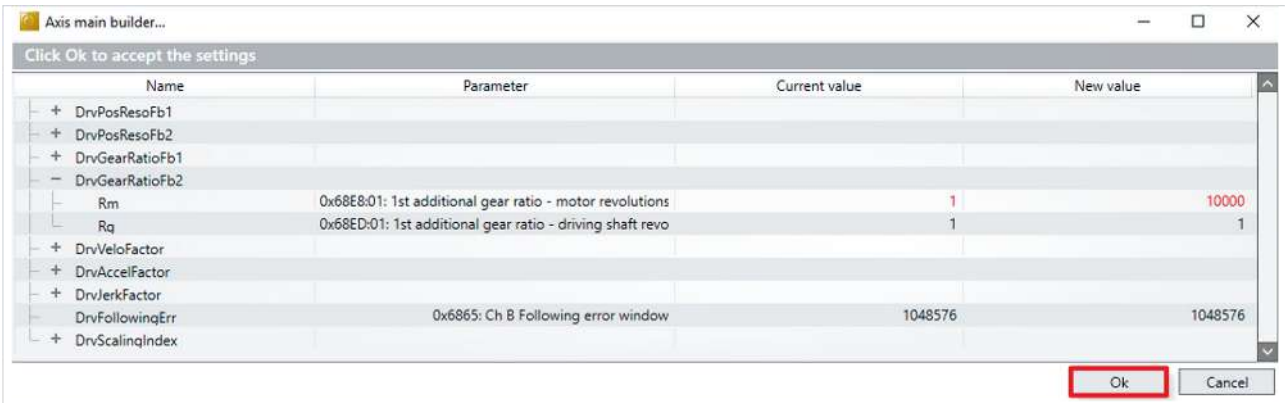 Axis main builder...
Click Ok to accept the settings
Name Parameter Current value New value
DrvPosResoFb1
DrvPosResoFb2
DrvGearRatioFb1
DrvGearRatioFb2
Rm 0x68E8:01: 1st additional gear ratio - motor revolutions 1 10000
Rq 0x68ED:01: 1st additional gear ratio - driving shaft revo 1 1
DrvVeloFactor
DrvAccelFactor
DrvJerkFactor
DrvFollowingErr 0x6865: Ch B Following error window 1048576 1048576
DrvScalingIndex
Ok Cancel